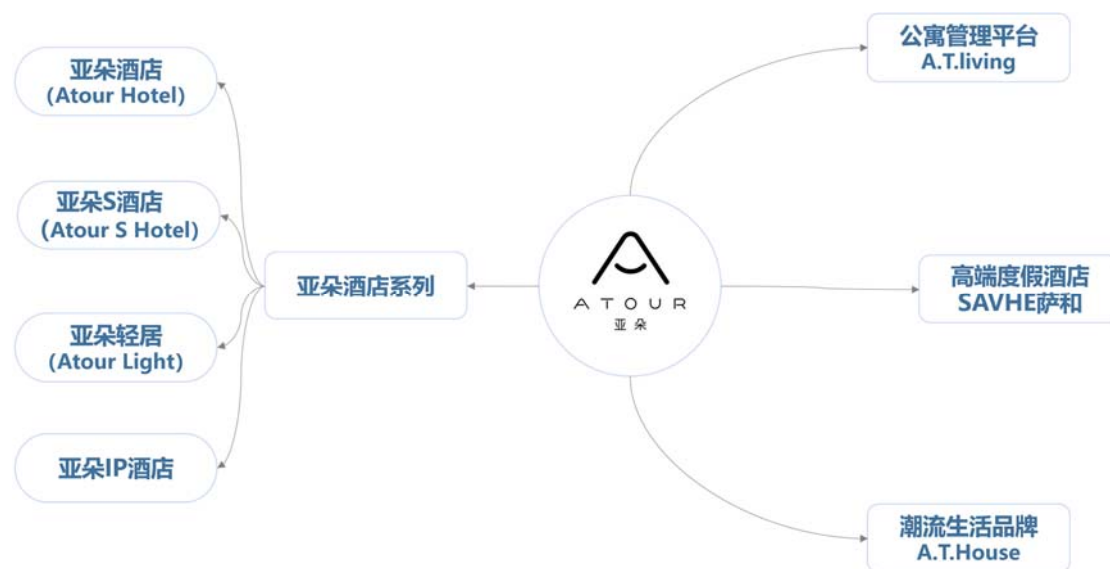 亚朵酒店
(Atour Hotel)
亚朵S酒店
(Atour S Hotel)
亚朵轻居
(Atour Light)
亚朵IP酒店
亚朵酒店系列
ATOUR
亚朵
公寓管理平台
A.T.living
高端度假酒店
SAVHE萨和
潮流生活品牌
A.T.House